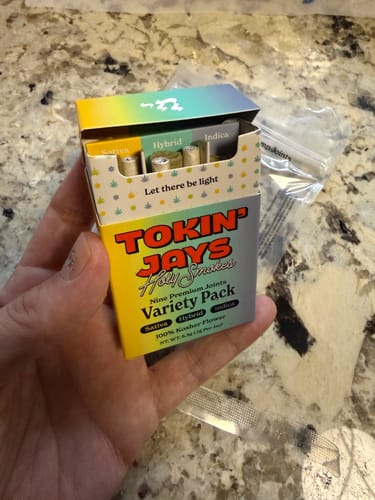 Sativa
Hybrid
Indica
Let there be light
TOKIN'
JAYS
Holy Smokes
Nine Premium Joints
Variety Pack
Sativa Hybrid Indica
100% Kosher Flower